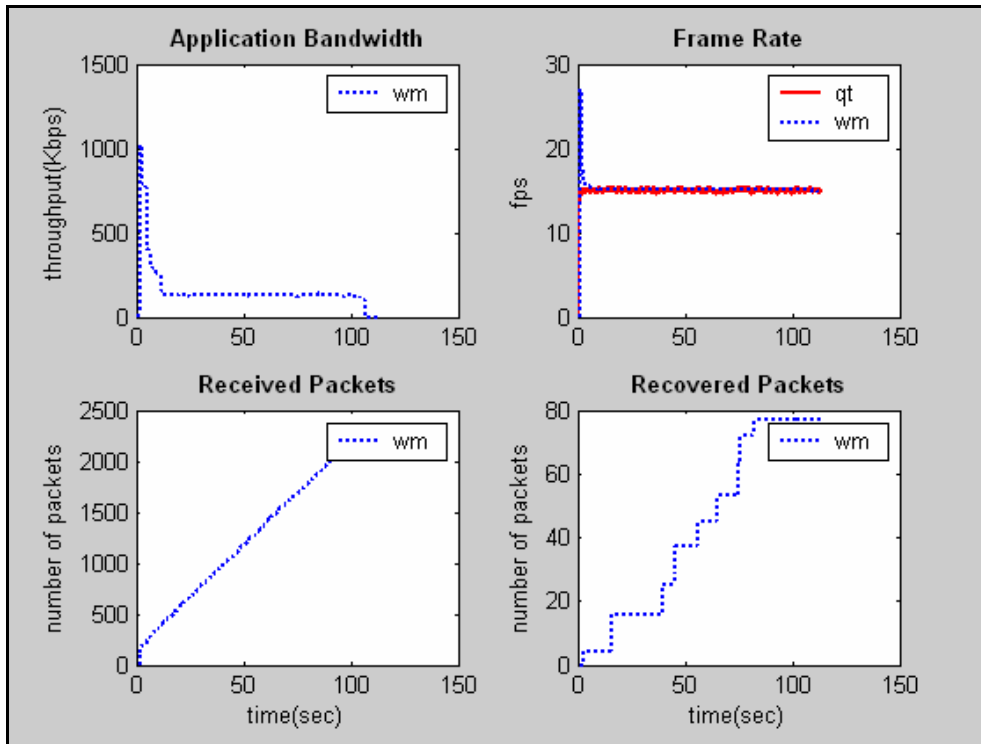 Application Bandwidth
1500
1000
500
0
throughput(Kbps)
wm
0 50 100 150
Frame Rate
30
20
10
0
fps
qt
wm
0 50 100 150
Received Packets
2500
2000
1500
1000
500
0
number of packets
wm
0 50 100 150
time(sec)
Recovered Packets
80
60
40
20
0
number of packets
wm
0 50 100 150
time(sec)